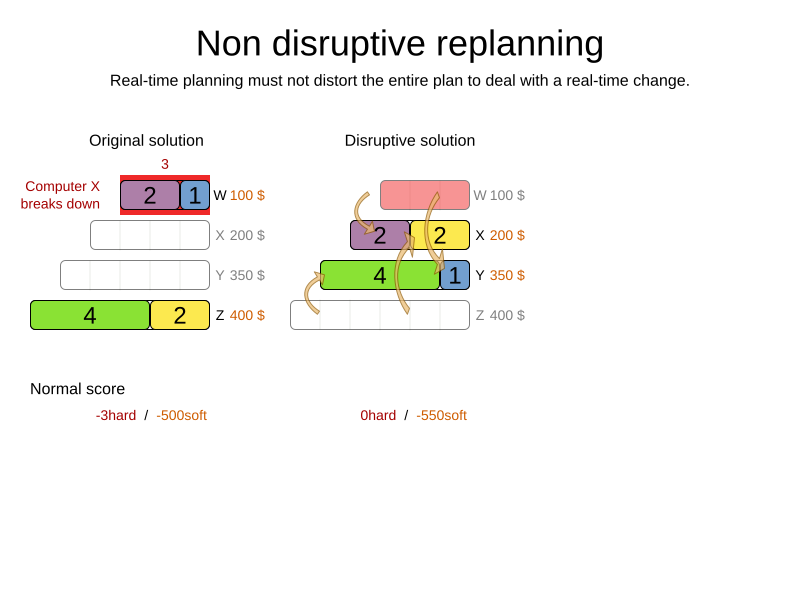 Non disruptive replanning
Real-time planning must not distort the entire plan to deal with a real-time change.
Original solution
Disruptive solution
3
Computer X
breaks down
2 1 W 100 $
W 100 $
X 200 $
2 2 X 200 $
Y 350 $
4 1 Y 350 $
4 2 Z 400 $
Z 400 $
Normal score
-3hard / -500soft
0hard / -550soft